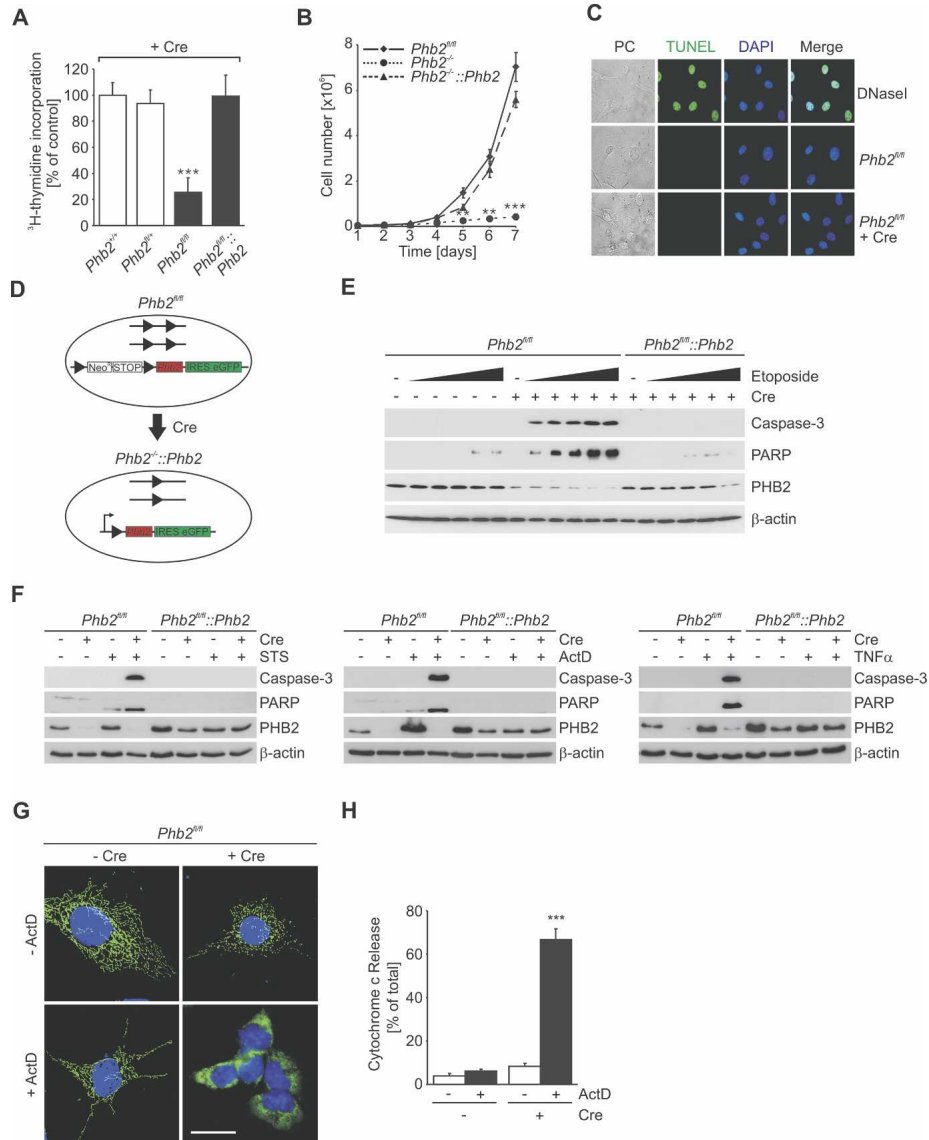 A
+ Cre
³H-thymidine incorporation
[% of control]
120
100
80
60
40
20
0
***
Phb2+/+
Phb2fl/+
Phb2fl/fl
Phb2fl/fl::
Phb2
B
Cell number [x10⁶]
8
6
4
2
0
Phb2fl/fl
Phb2-/-
Phb2-/-::Phb2
** ** ***
1 2 3 4 5 6 7
Time [days]
C
PC TUNEL DAPI Merge
DNaseI
Phb2fl/fl
Phb2fl/fl
+ Cre
D
Phb2fl/fl
NeoR STOP Phb2 IRES eGFP
Cre
Phb2-/-::Phb2
Phb2 IRES eGFP
E
Phb2fl/fl Phb2fl/fl::Phb2
- - - Etoposide
- - - - - - + + + + + + + + + + + + Cre
Caspase-3
PARP
PHB2
β-actin
F
Phb2fl/fl Phb2fl/fl::Phb2
- + - + - + - + Cre
- - + + - - + + STS
Caspase-3
PARP
PHB2
β-actin
Phb2fl/fl Phb2fl/fl::Phb2
- + - + - + - + Cre
- - + + - - + + ActD
Caspase-3
PARP
PHB2
β-actin
Phb2fl/fl Phb2fl/fl::Phb2
- + - + - + - + Cre
- - + + - - + + TNFα
Caspase-3
PARP
PHB2
β-actin
G
Phb2fl/fl
- Cre + Cre
- ActD
+ ActD
H
Cytochrome c Release
[% of total]
80
60
40
20
0
***
- + - + ActD
- + Cre